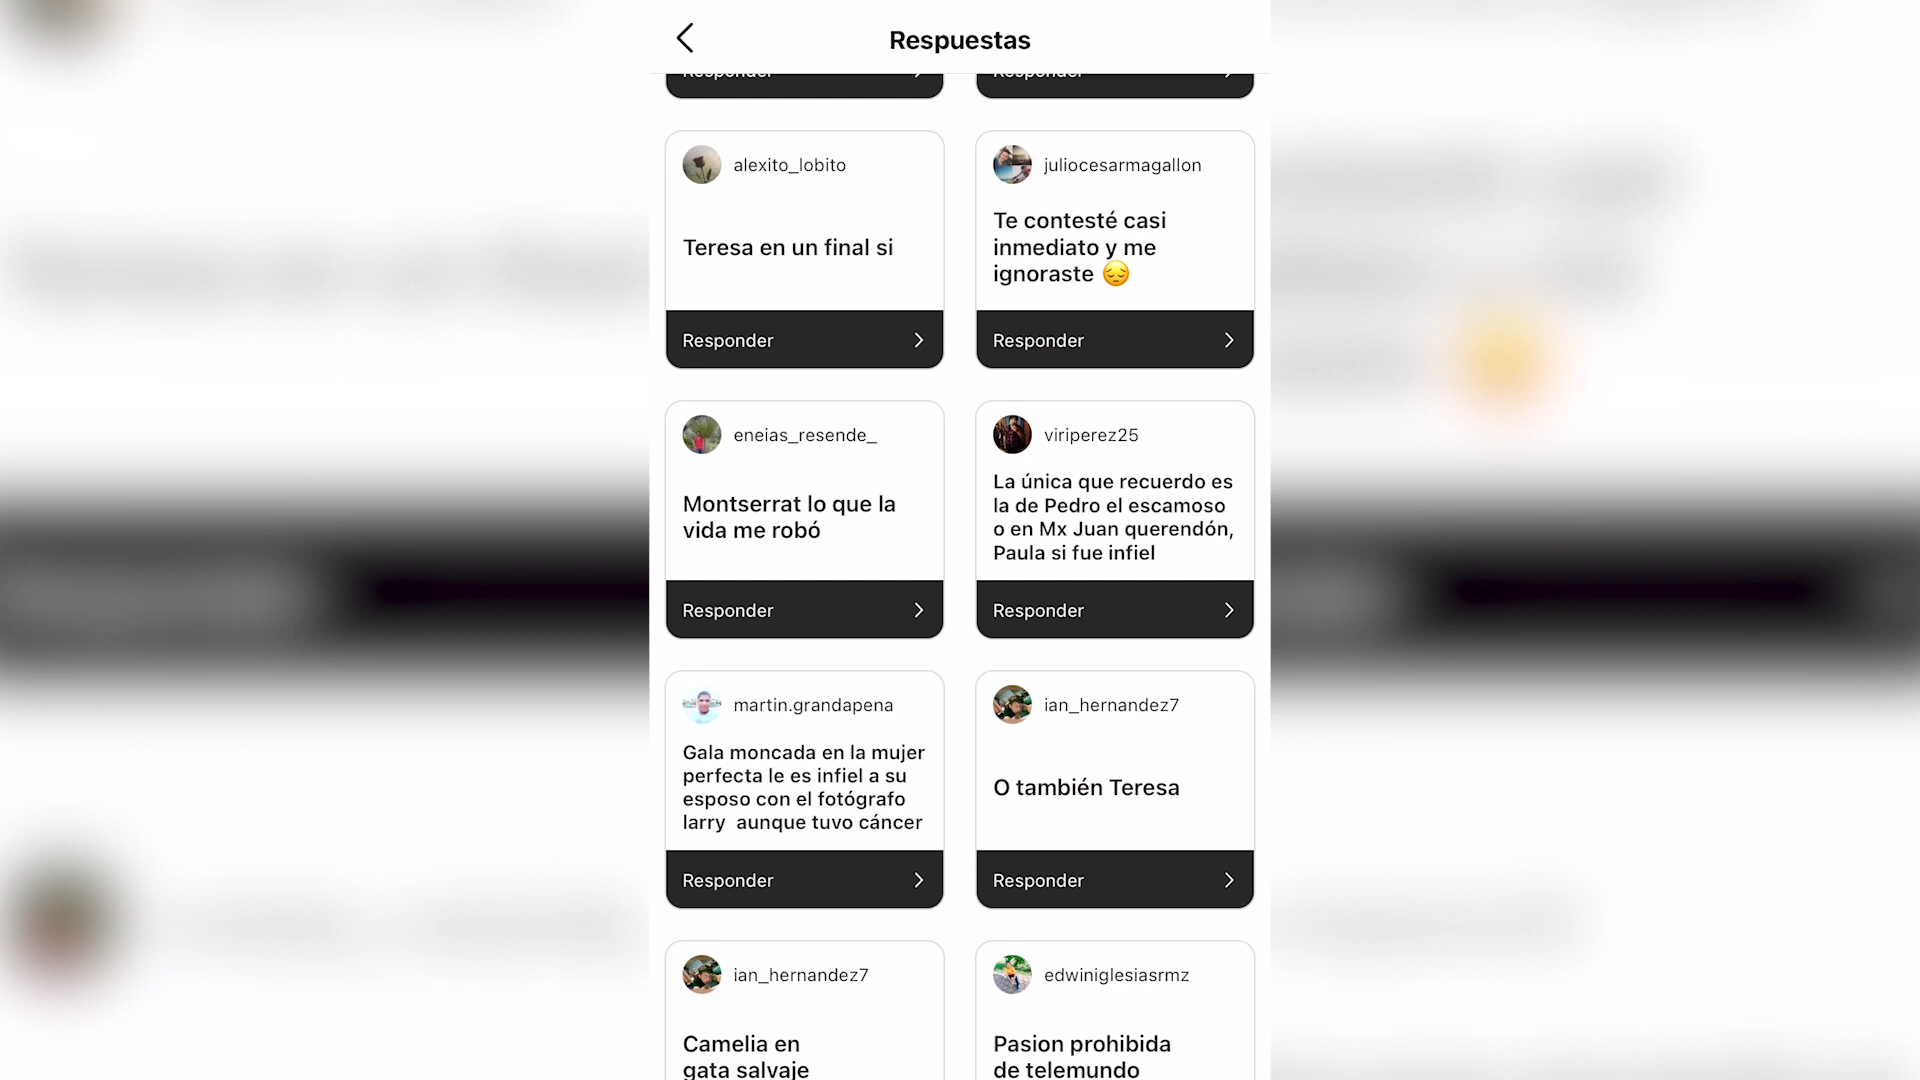 Respuestas
Responder
Responder
alexito_lobito
Teresa en un final si
Responder
juliocesarmagallon
Te contesté casi
inmediato y me
ignoraste 😔
Responder
eneias_resende_
Montserrat lo que la
vida me robó
Responder
viriperez25
La única que recuerdo es
la de Pedro el escamoso
o en Mx Juan querendón,
Paula si fue infiel
Responder
martin.grandapena
Gala moncada en la mujer
perfecta le es infiel a su
esposo con el fotógrafo
larry  aunque tuvo cáncer
Responder
ian_hernandez7
O también Teresa
Responder
ian_hernandez7
Camelia en
gata salvaje
edwiniglesiasrmz
Pasion prohibida
de telemundo